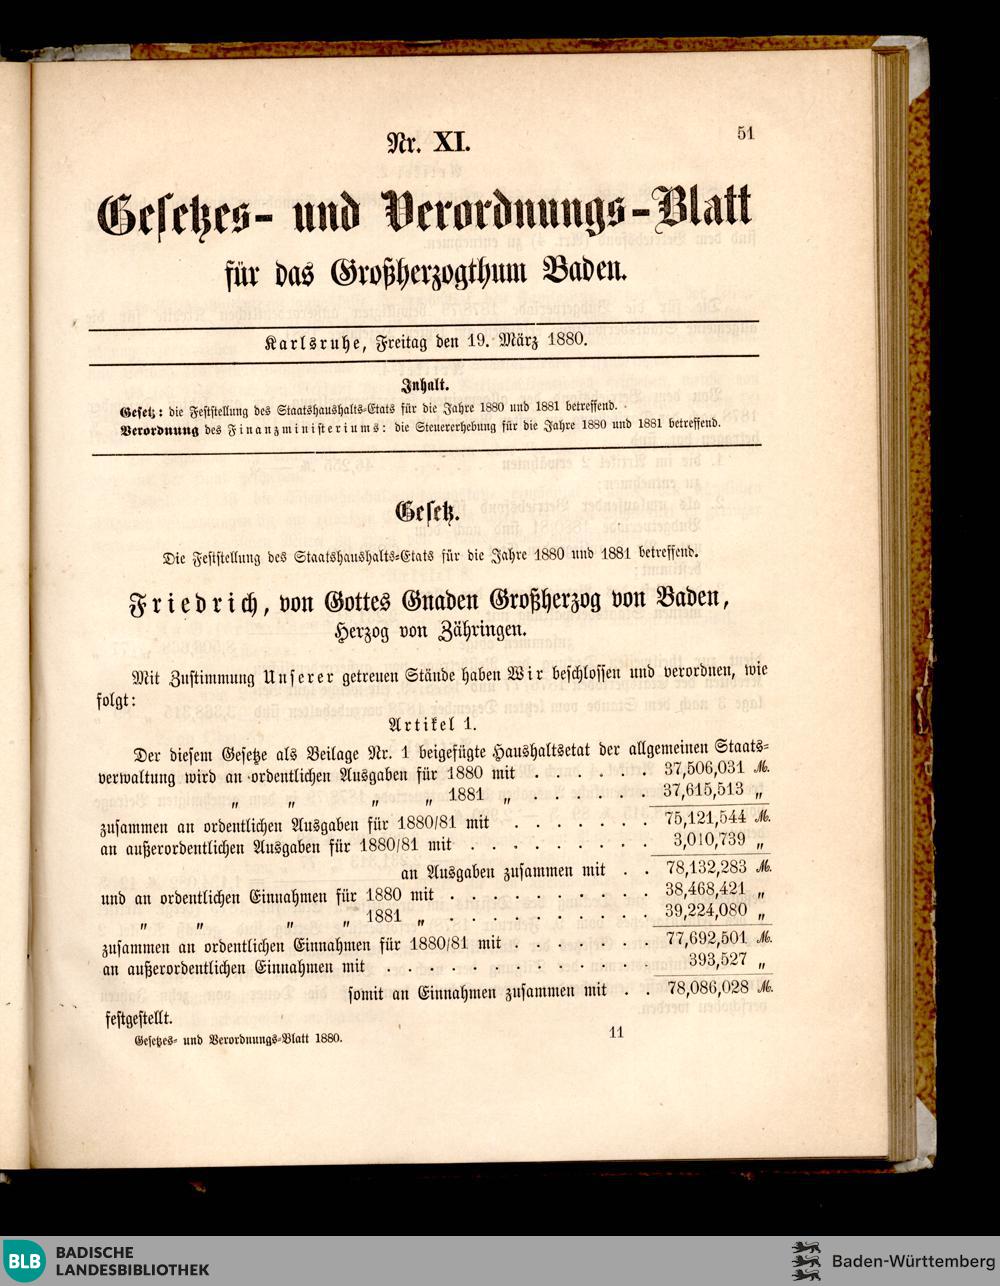 51
Nr. XI.
Gesetzes- und Verordnungs-Blatt
für das Großherzogthum Baden.
Karlsruhe, Freitag den 19. März 1880.
Inhalt.
Gesetz: die Feststellung des Staatshaushalts-Etats für die Jahre 1880 und 1881 betreffend.
Verordnung des Finanzministeriums: die Steuererhebung für die Jahre 1880 und 1881 betreffend.
Gesetz.
Die Feststellung des Staatshaushalts-Etats für die Jahre 1880 und 1881 betreffend.
Friedrich, von Gottes Gnaden Großherzog von Baden,
Herzog von Zähringen.
Mit Zustimmung Unserer getreuen Stände haben Wir beschlossen und verordnen, wie
folgt:
Artikel 1.
Der diesem Gesetze als Beilage Nr. 1 beigefügte Haushaltsetat der allgemeinen Staats-
verwaltung wird an ordentlichen Ausgaben für 1880 mit . . . . . . 37,506,031 ℳ.
„ „ „ „ 1881 „ . . . . . . 37,615,513 „
zusammen an ordentlichen Ausgaben für 1880/81 mit . . . . . . . 75,121,544 ℳ.
an außerordentlichen Ausgaben für 1880/81 mit . . . . . . . . . 3,010,739 „
an Ausgaben zusammen mit . . 78,132,283 ℳ.
und an ordentlichen Einnahmen für 1880 mit . . . . . . . . . . 38,468,421 „
„ „ „ „ 1881 „ . . . . . . . . . 39,224,080 „
zusammen an ordentlichen Einnahmen für 1880/81 mit . . . . . . 77,692,501 ℳ.
an außerordentlichen Einnahmen mit . . . . . . . . . . . . . 393,527 „
somit an Einnahmen zusammen mit . . 78,086,028 ℳ.
festgestellt.
Gesetzes- und Verordnungs-Blatt 1880. 11
BLB BADISCHE
LANDESBIBLIOTHEK
Baden-Württemberg